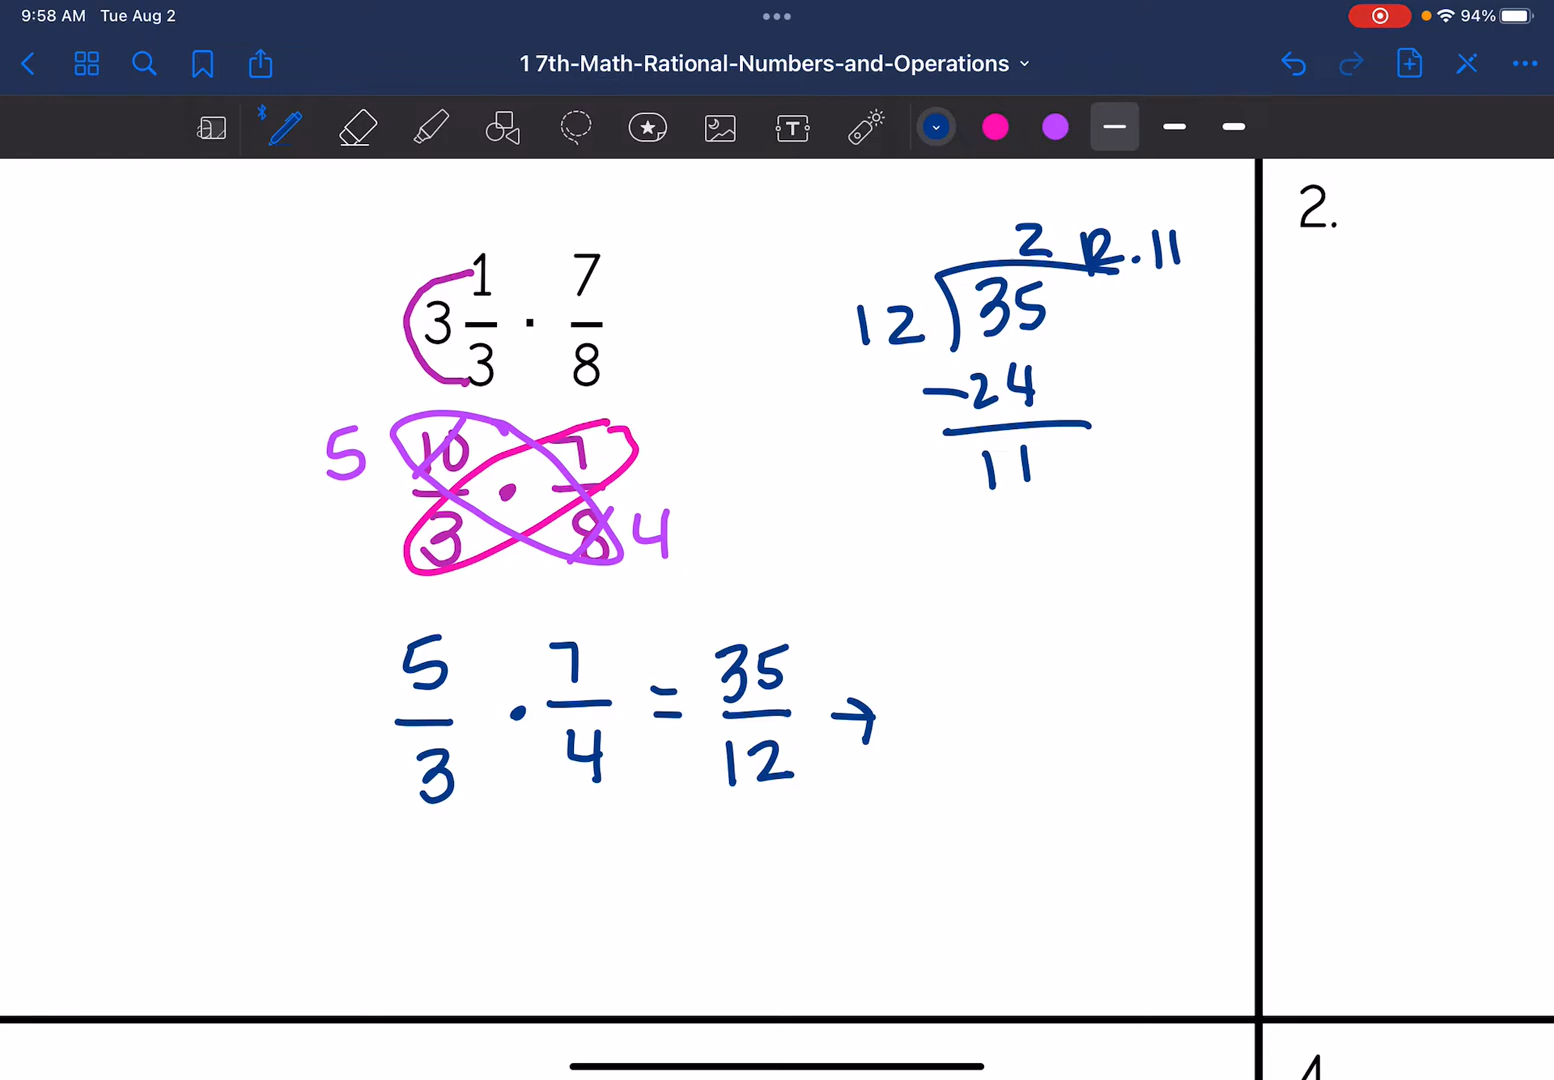 9:58 AM Tue Aug 2
94%
1 7th-Math-Rational-Numbers-and-Operations
T
2.
3 1/3 · 7/8
5 10/3 · 7/8 4
5/3 · 7/4 = 35/12 →
2 R.11
12 ) 35
-24
11
4